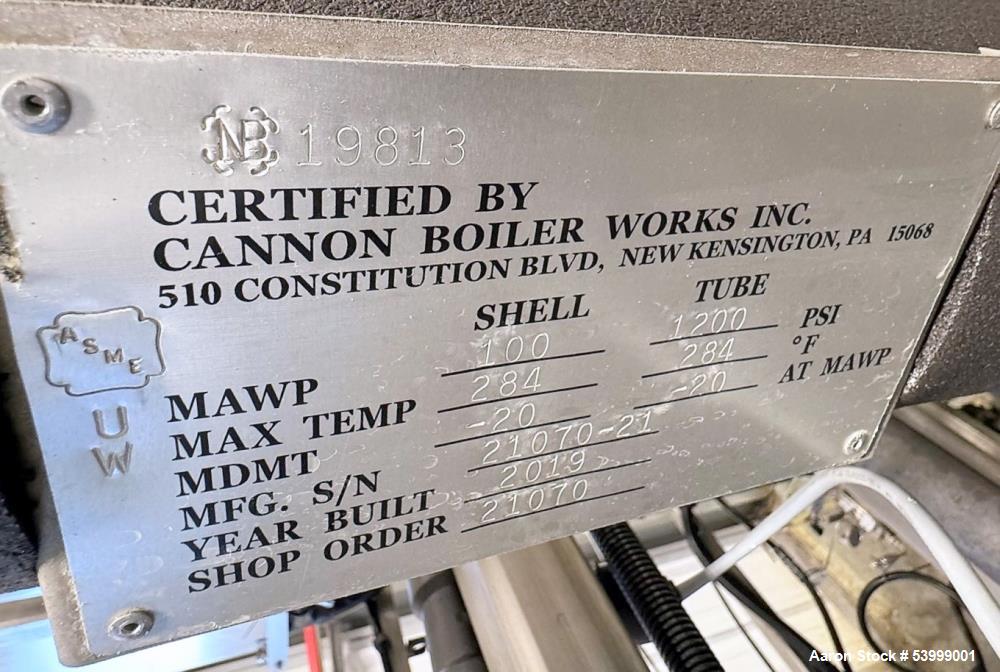 NB 19813
CERTIFIED BY
CANNON BOILER WORKS INC.
510 CONSTITUTION BLVD, NEW KENSINGTON, PA 15068
SHELL TUBE
MAWP 100 1200 PSI
MAX TEMP 284 284 °F
MDMT -20 -20 AT MAWP
MFG. S/N 21070-21
YEAR BUILT 2019
SHOP ORDER 21070
ASME
U
W
Aaron Stock # 53999001